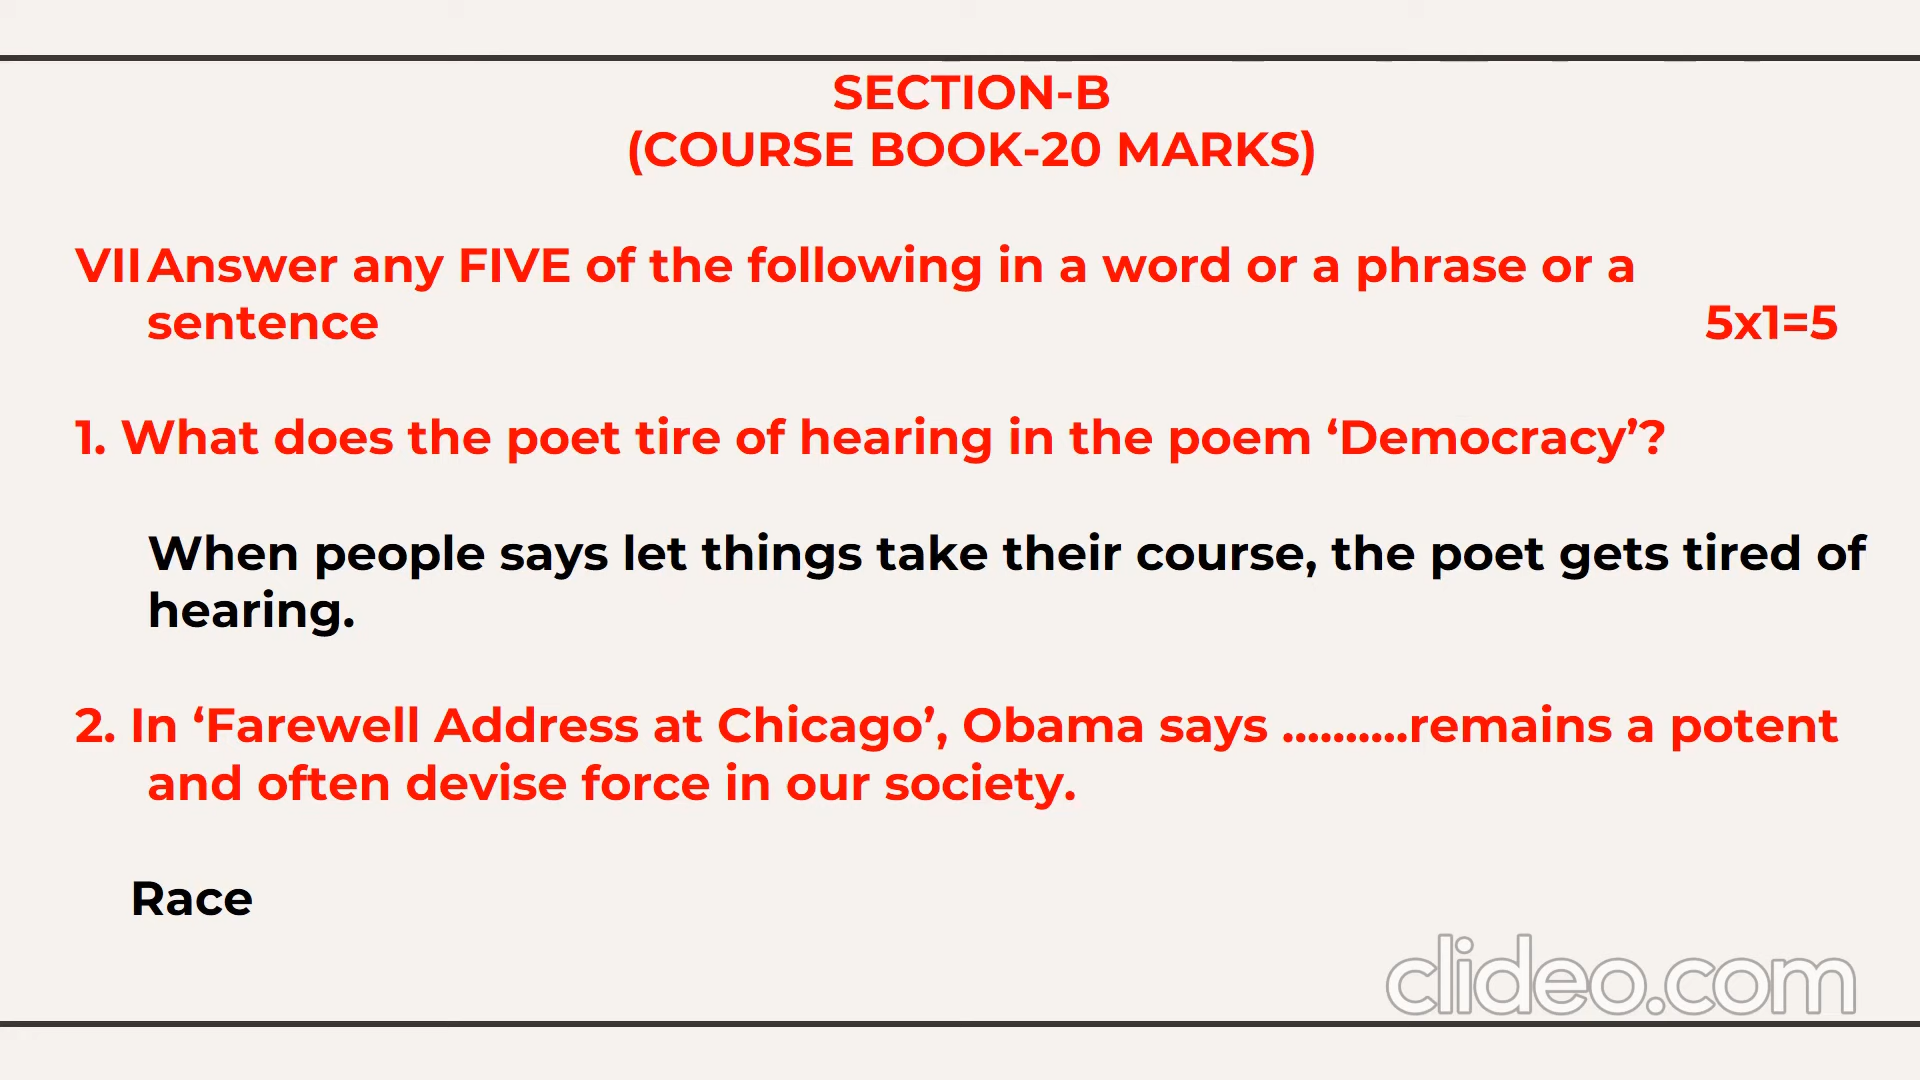 SECTION-B
(COURSE BOOK-20 MARKS)
VII Answer any FIVE of the following in a word or a phrase or a
sentence 5x1=5
1. What does the poet tire of hearing in the poem ‘Democracy’?
When people says let things take their course, the poet gets tired of
hearing.
2. In ‘Farewell Address at Chicago’, Obama says ..........remains a potent
and often devise force in our society.
Race
clideo.com